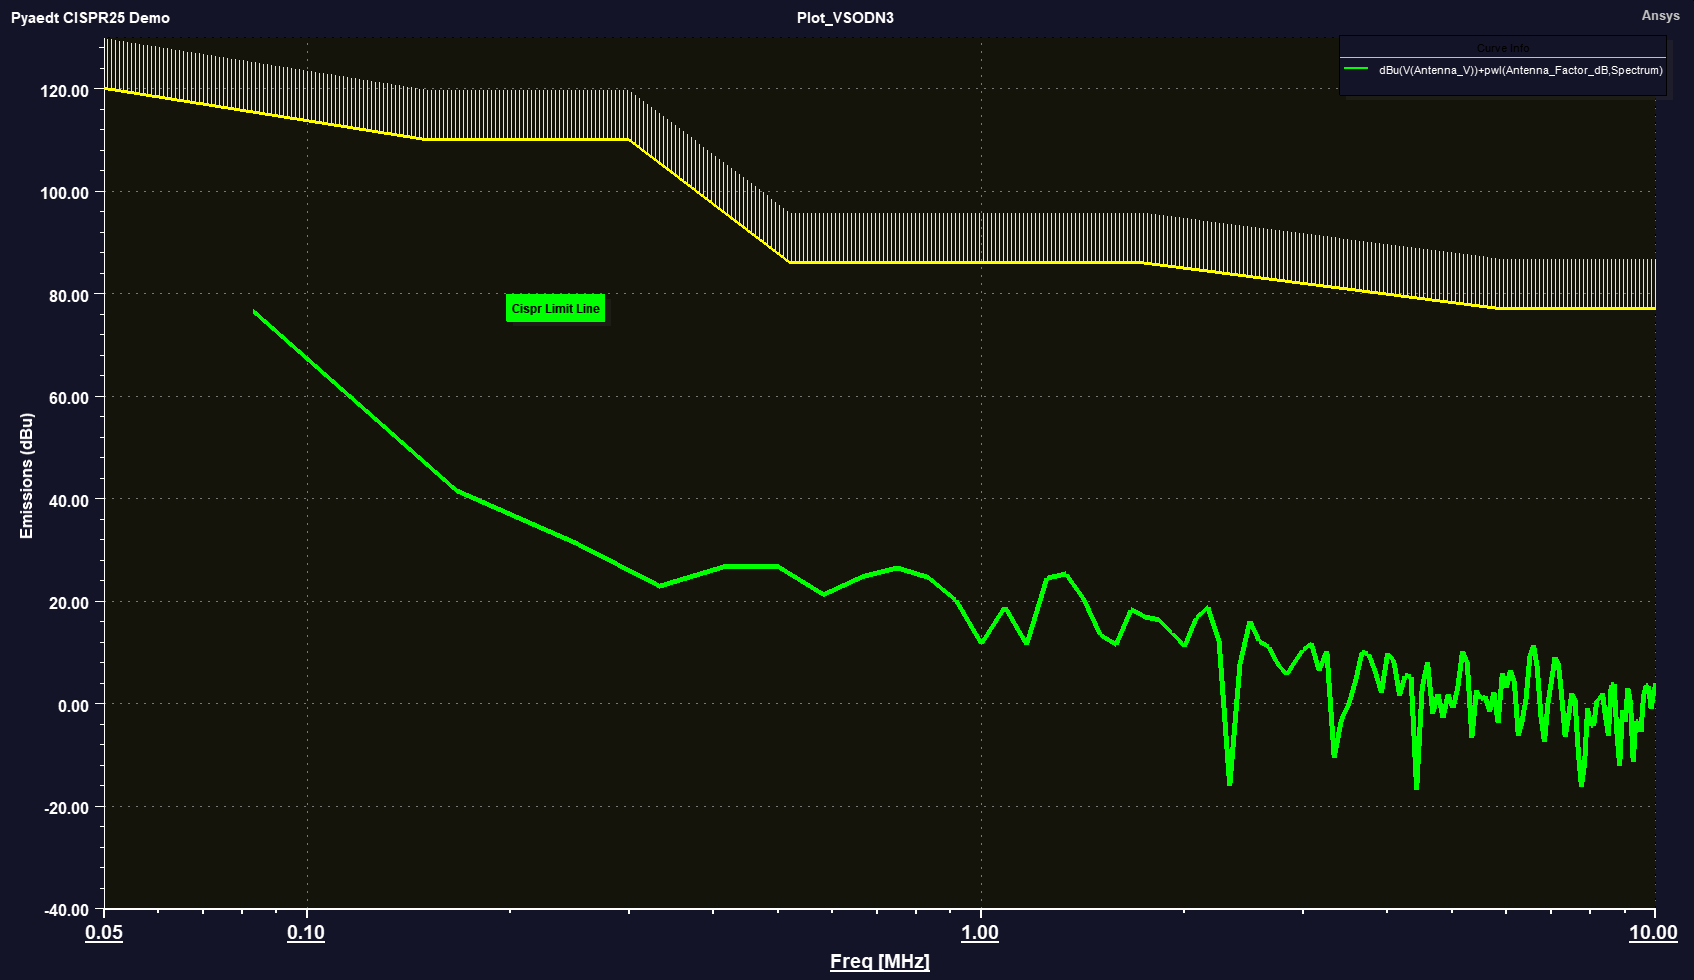 Pyaedt CISPR25 Demo
Plot_VSODN3
Ansys
Curve Info
dBu(V(Antenna_V))+pwl(Antenna_Factor_dB,Spectrum)
120.00
100.00
80.00
60.00
40.00
20.00
0.00
-20.00
-40.00
Emissions (dBu)
Cispr Limit Line
0.05
0.10
1.00
10.00
Freq [MHz]